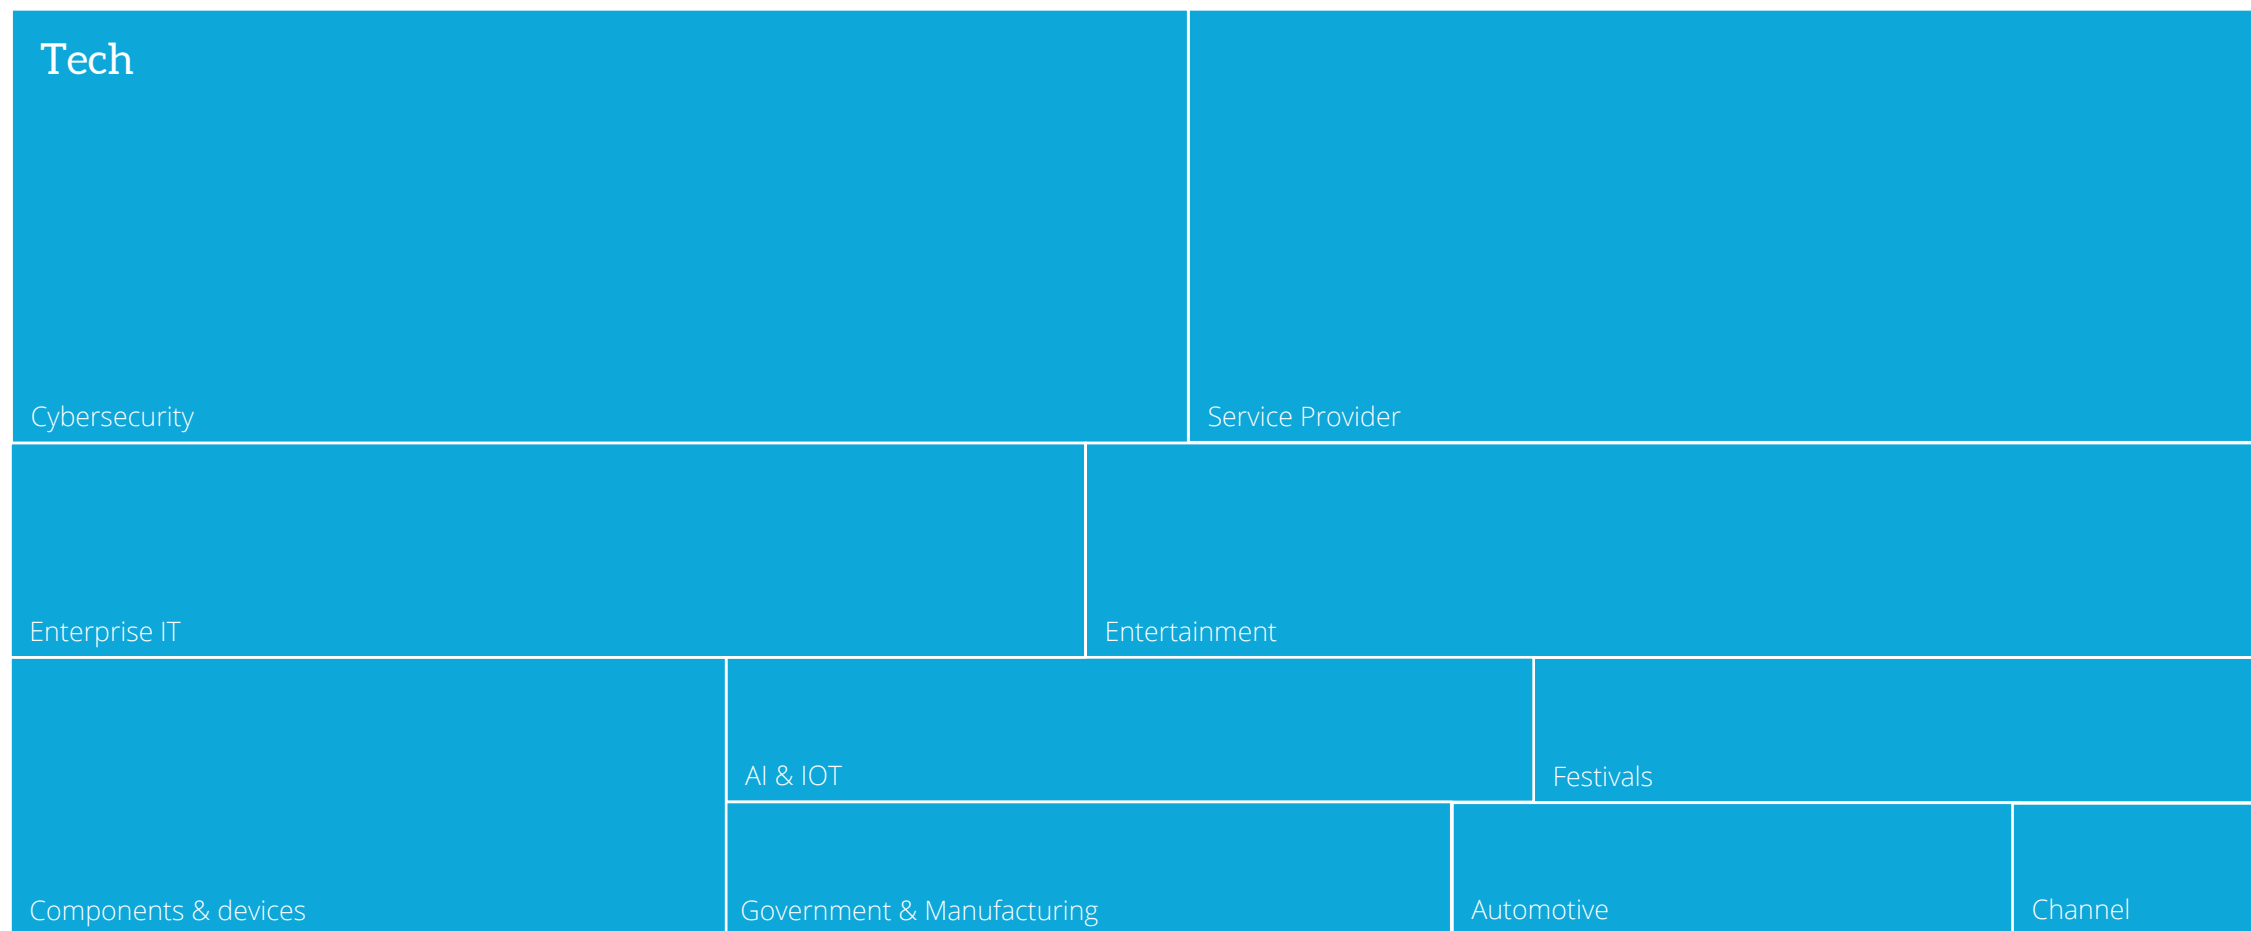 Tech
Cybersecurity
Service Provider
Enterprise IT
Entertainment
AI & IOT
Festivals
Components & devices
Government & Manufacturing
Automotive
Channel